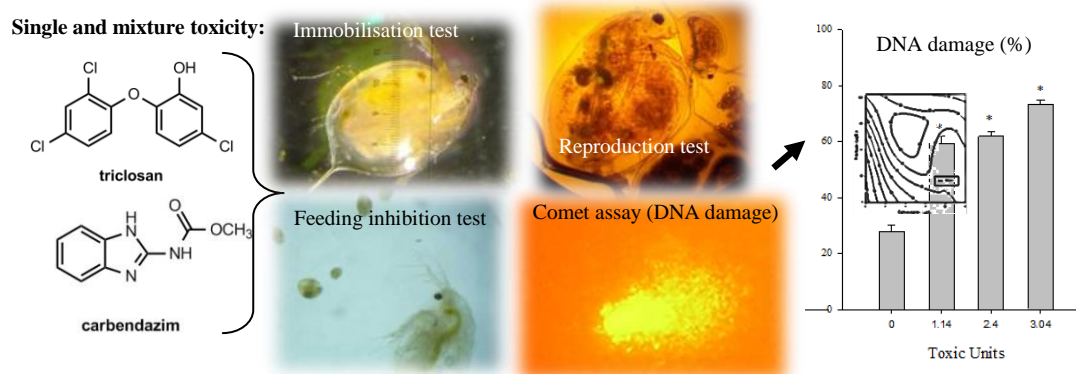 Single and mixture toxicity:
Cl
OH
O
Cl
Cl
triclosan
H
N
O
OCH3
NH
N
carbendazim
Immobilisation test
Reproduction test
Feeding inhibition test
Comet assay (DNA damage)
DNA damage (%)
100
80
60
40
20
0
*
*
*
0 1.14 2.4 3.04
Toxic Units